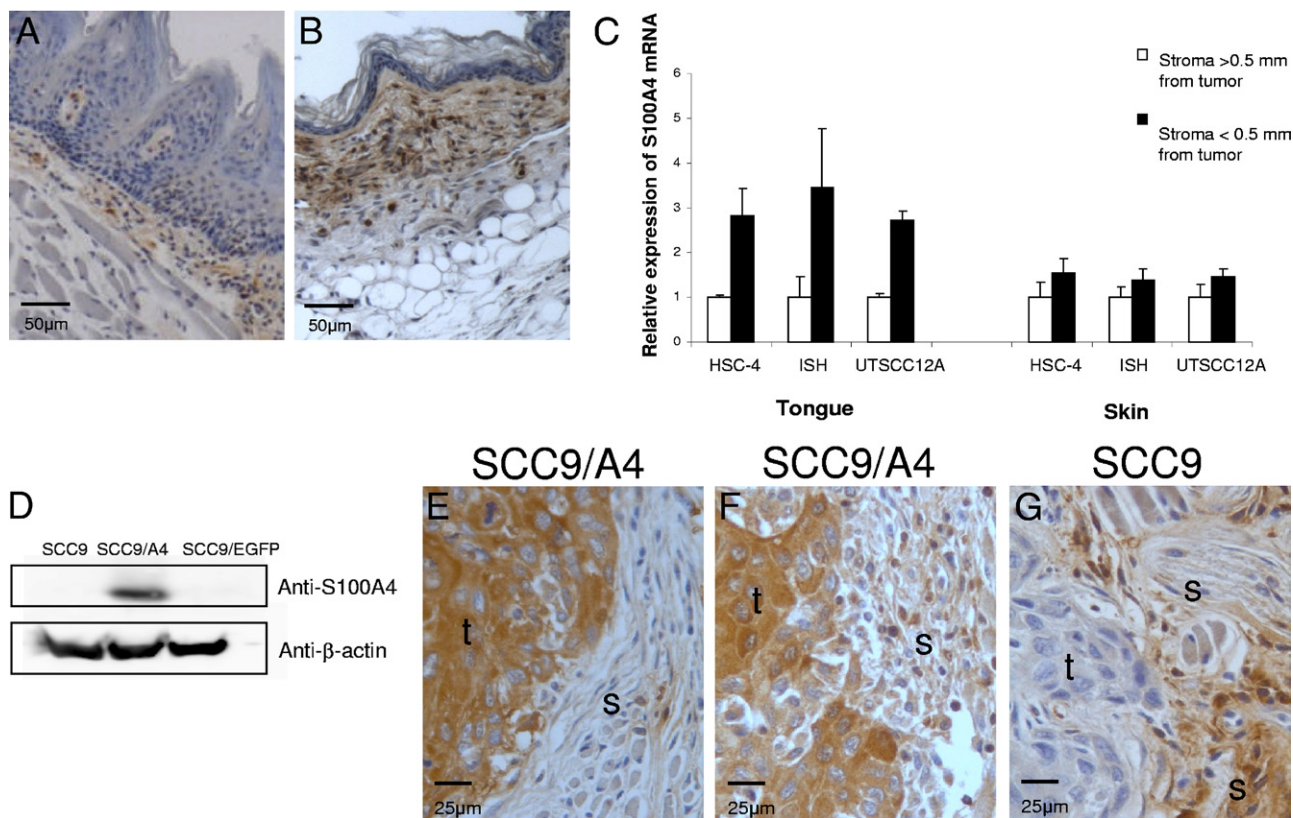 A
B
C
50µm
50µm
Relative expression of S100A4 mRNA
6
5
4
3
2
1
0
Stroma >0.5 mm
from tumor
Stroma < 0.5 mm
from tumor
HSC-4 ISH UTSCC12A HSC-4 ISH UTSCC12A
Tongue Skin
SCC9/A4 SCC9/A4 SCC9
D
SCC9 SCC9/A4 SCC9/EGFP
Anti-S100A4
Anti-β-actin
E
t
s
25µm
F
t
s
25µm
G
s
t
s
25µm